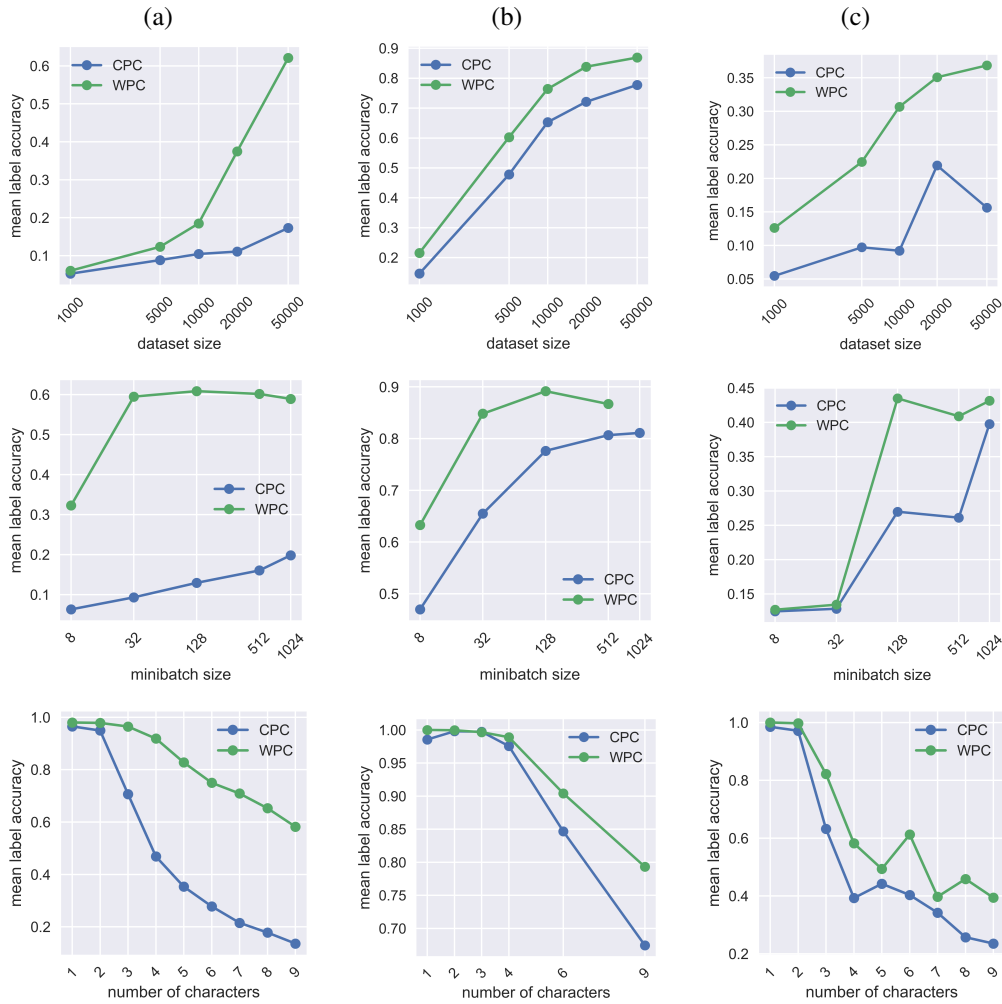 (a)
(b)
(c)
mean label accuracy
0.6
0.5
0.4
0.3
0.2
0.1
CPC
WPC
1000
5000
10000
20000
50000
dataset size
mean label accuracy
0.9
0.8
0.7
0.6
0.5
0.4
0.3
0.2
CPC
WPC
1000
5000
10000
20000
50000
dataset size
mean label accuracy
0.35
0.30
0.25
0.20
0.15
0.10
0.05
CPC
WPC
1000
5000
10000
20000
50000
dataset size
mean label accuracy
0.6
0.5
0.4
0.3
0.2
0.1
CPC
WPC
8
32
128
512
1024
minibatch size
mean label accuracy
0.9
0.8
0.7
0.6
0.5
CPC
WPC
8
32
128
512
1024
minibatch size
mean label accuracy
0.45
0.40
0.35
0.30
0.25
0.20
0.15
CPC
WPC
8
32
128
512
1024
minibatch size
mean label accuracy
1.0
0.8
0.6
0.4
0.2
CPC
WPC
1
2
3
4
5
6
7
8
9
number of characters
mean label accuracy
1.00
0.95
0.90
0.85
0.80
0.75
0.70
CPC
WPC
1
2
3
4
6
9
number of characters
mean label accuracy
1.0
0.8
0.6
0.4
0.2
CPC
WPC
1
2
3
4
5
6
7
8
9
number of characters